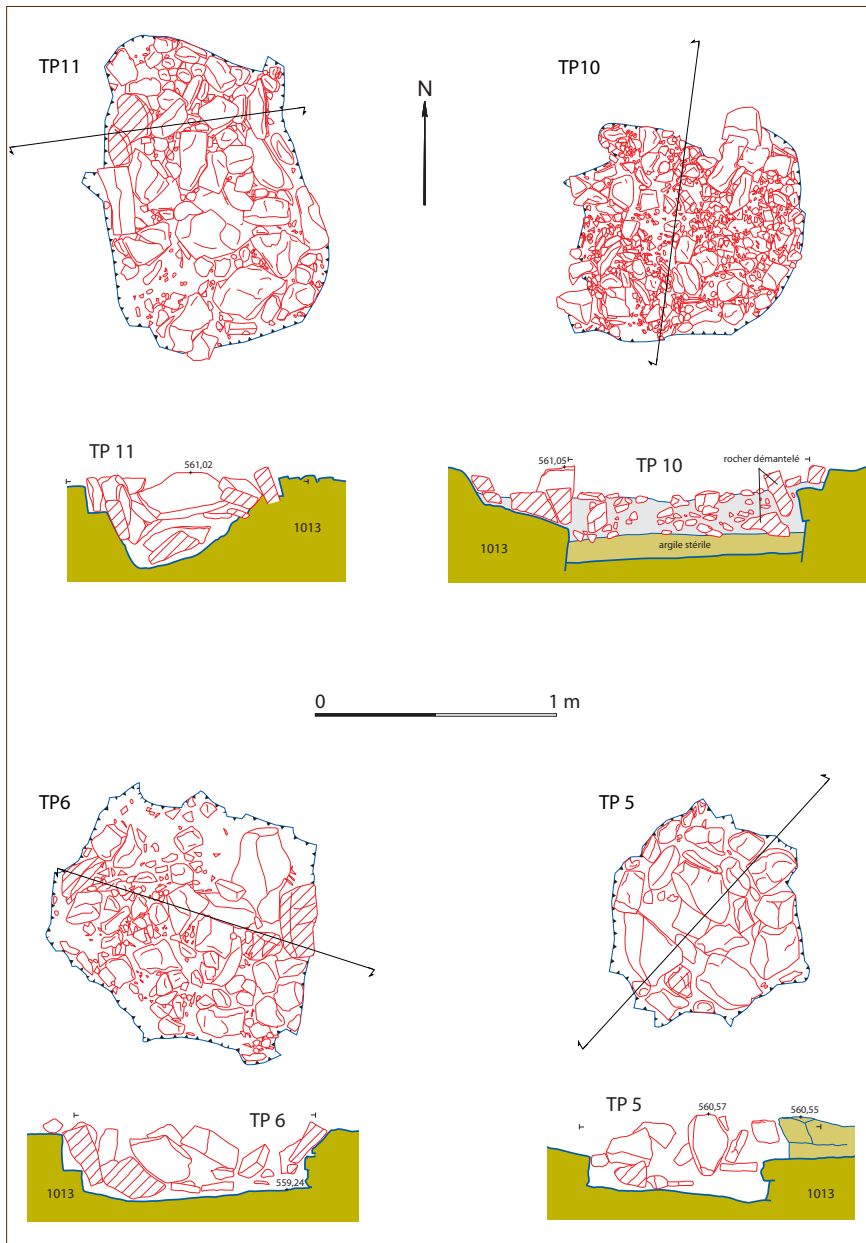 TP11
TP10
N
TP 11
561,02
1013
561,05
TP 10
rocher démantelé
1013
argile stérile
0 1 m
TP6
TP 5
TP 6
559,24
1013
TP 5
560,57
560,55
1013